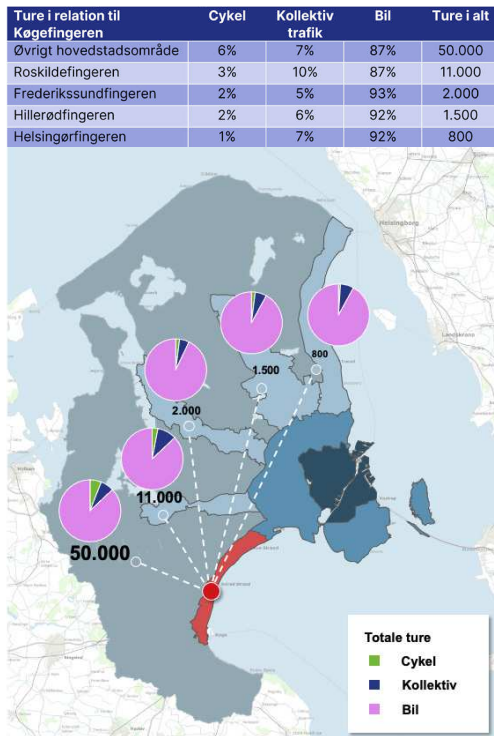 Ture i relation til Køgefingeren Cykel Kollektiv trafik Bil Ture i alt
Øvrigt hovedstadsområde 6% 7% 87% 50.000
Roskildefingeren 3% 10% 87% 11.000
Frederikssundfingeren 2% 5% 93% 2.000
Hillerødfingeren 2% 6% 92% 1.500
Helsingørfingeren 1% 7% 92% 800
Helsingborg
Landskrona
800
1.500
2.000
11.000
50.000
Totale ture
Cykel
Kollektiv
Bil